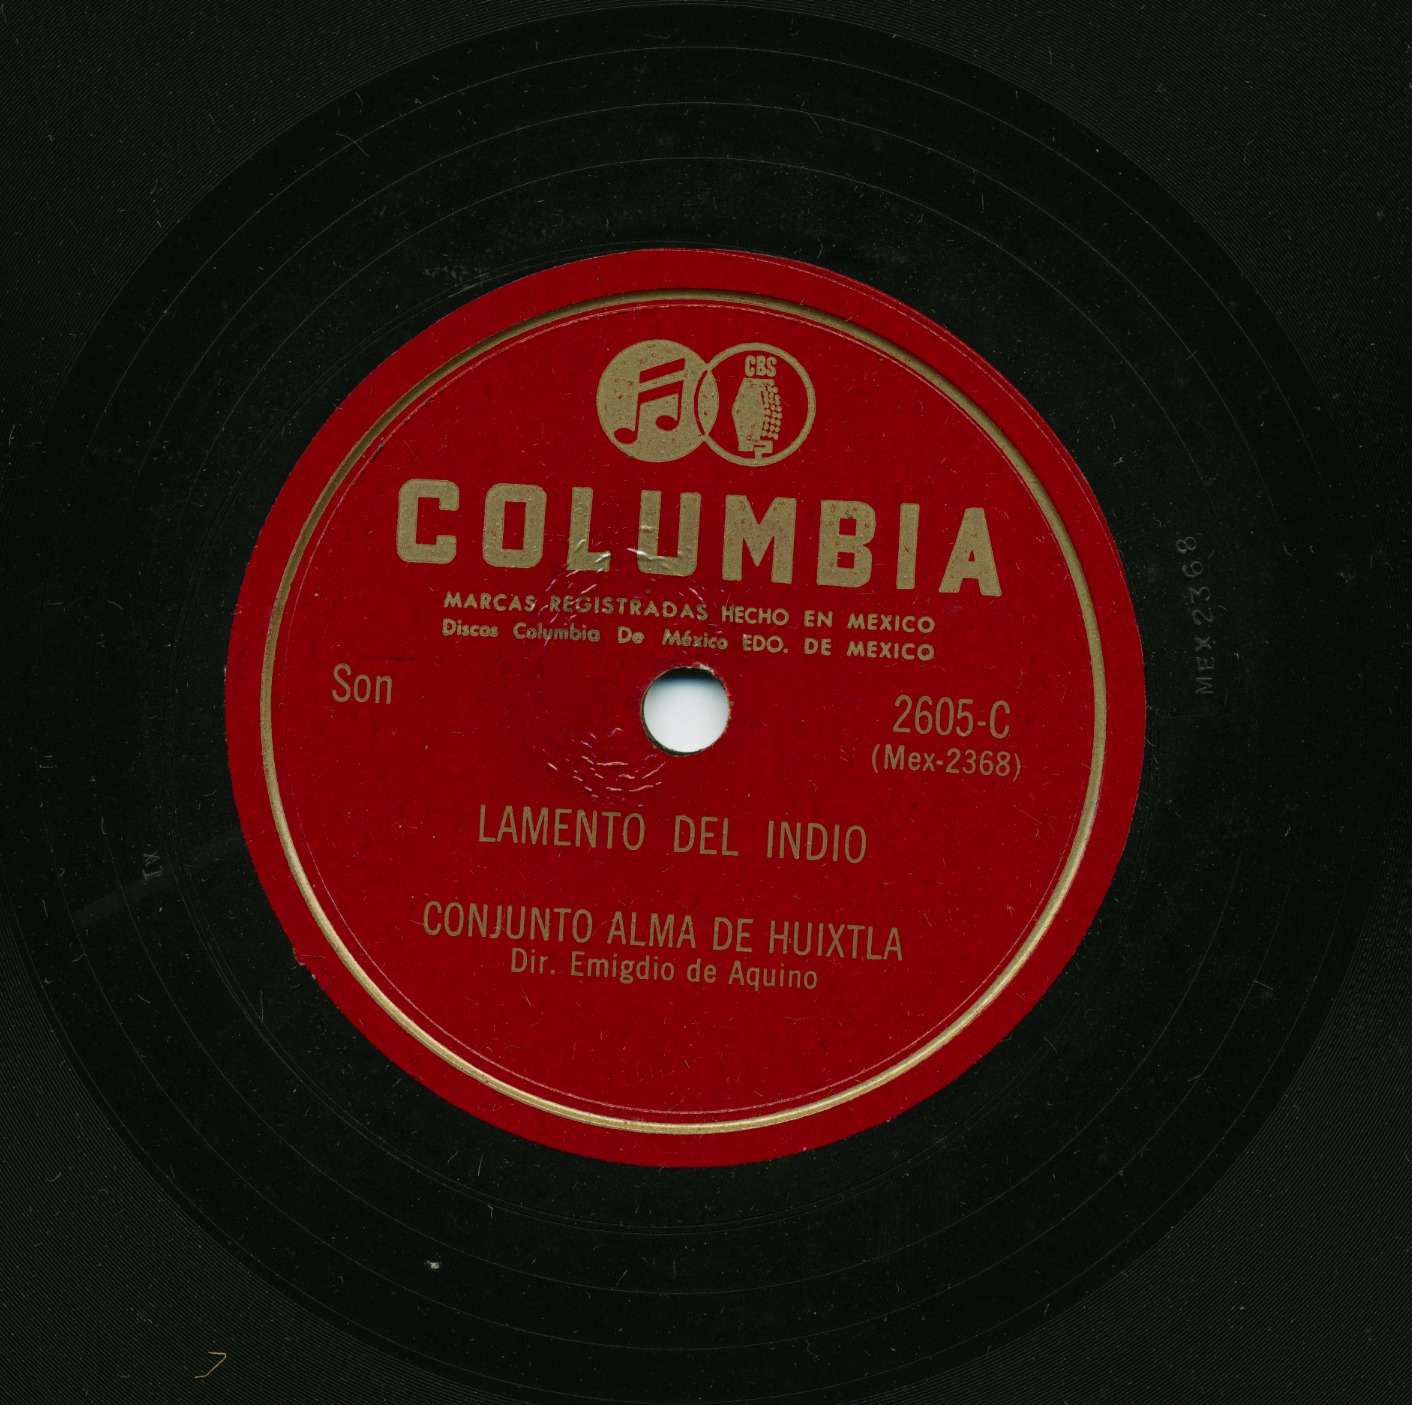 CBS
COLUMBIA
MARCAS REGISTRADAS HECHO EN MEXICO
Discos Columbia De México EDO. DE MEXICO
Son
2605-C
(Mex-2368)
LAMENTO DEL INDIO
CONJUNTO ALMA DE HUIXTLA
Dir. Emigdio de Aquino
MEX 2368